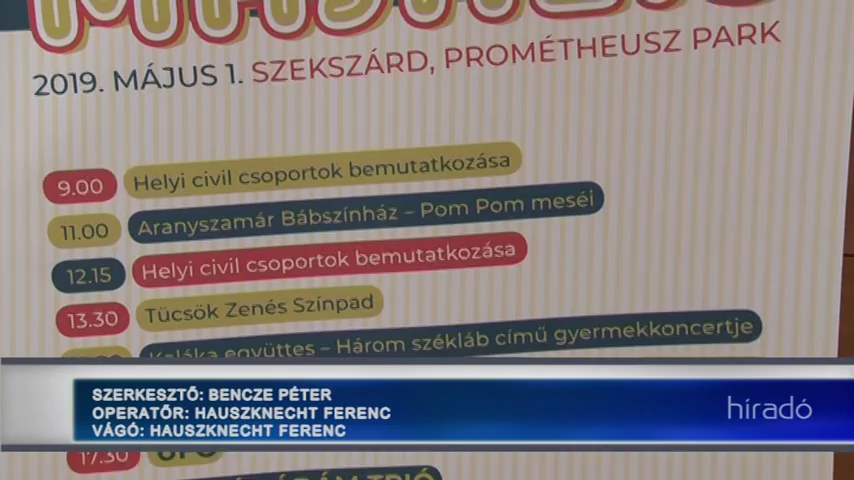 2019. MÁJUS 1. SZEKSZÁRD, PROMÉTHEUSZ PARK
9.00 Helyi civil csoportok bemutatkozása
11.00 Aranyszamár Bábszínház – Pom Pom meséi
12.15 Helyi civil csoportok bemutatkozása
13.30 Tücsök Zenés Színpad
Kaláka együttes – Három székláb című gyermekkoncertje
SZERKESZTŐ: BENCZE PÉTER
OPERATŐR: HAUSZKNECHT FERENC
VÁGÓ: HAUSZKNECHT FERENC
híradó
17.30
TRIÓ